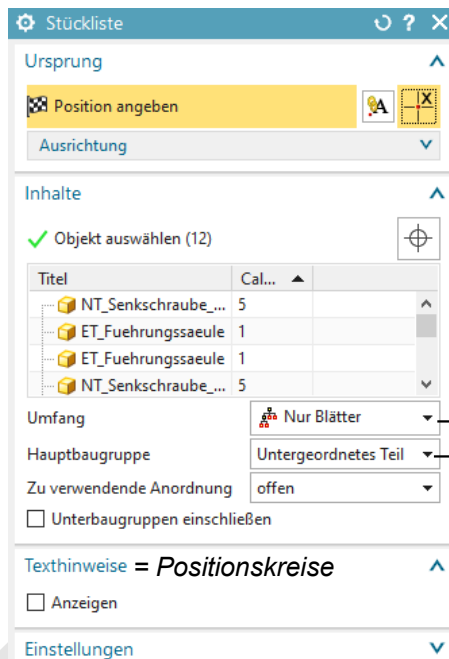 Stückliste
Ursprung
Position angeben
A
X
Ausrichtung
Inhalte
Objekt auswählen (12)
Titel Cal...
NT_Senkschraube_... 5
ET_Fuehrungssaeule 1
ET_Fuehrungssaeule 1
NT_Senkschraube_... 5
Umfang Nur Blätter
Hauptbaugruppe Untergeordnetes Teil
Zu verwendende Anordnung offen
Unterbaugruppen einschließen
Texthinweise = Positionskreise
Anzeigen
Einstellungen